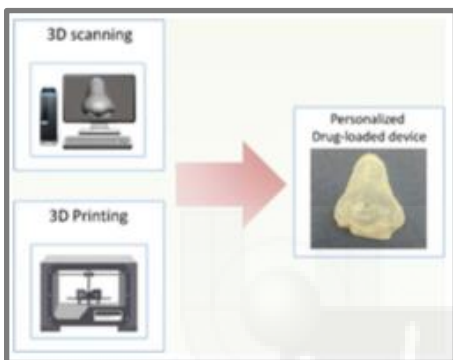 3D scanning
3D Printing
Personalized
Drug-loaded device